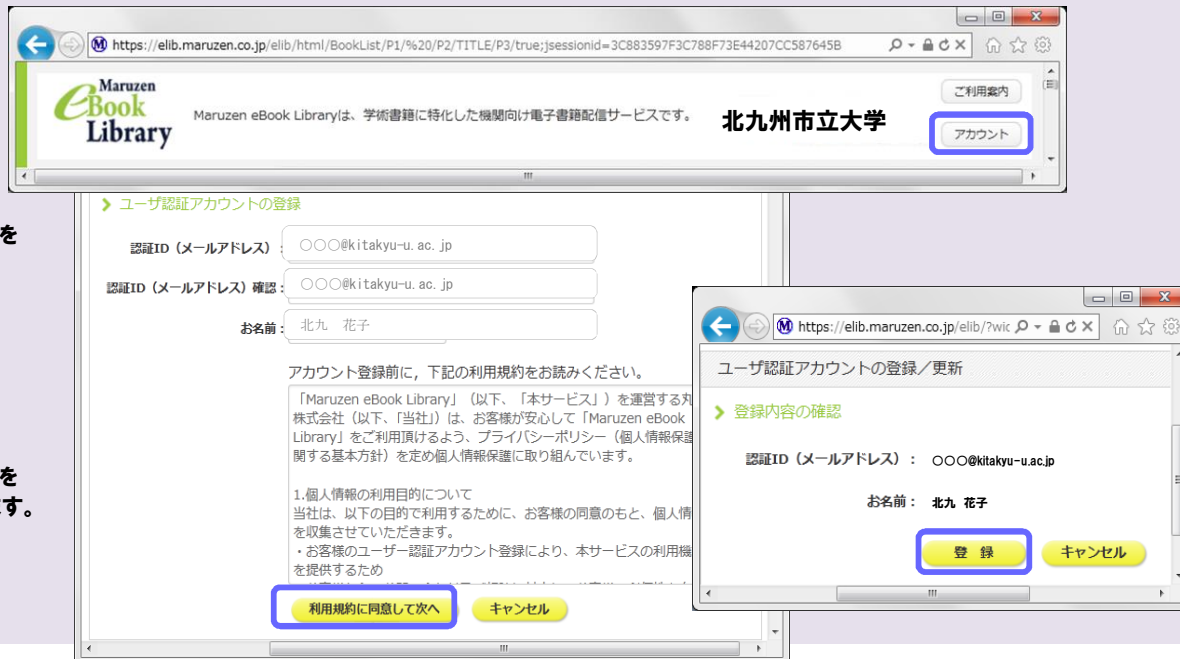 https://elib.maruzen.co.jp/elib/html/BookList/P1/%20/P2/TITLE/P3/true;jsessionid=3C883597F3C788F73E44207CC587645B
Maruzen
eBook
Library
Maruzen eBook Libraryは、学術書籍に特化した機関向け電子書籍配信サービスです。
北九州市立大学
ご利用案内
アカウント
ユーザ認証アカウントの登録
を
認証ID（メールアドレス）： ○○○@kitakyu-u.ac.jp
認証ID（メールアドレス）確認： ○○○@kitakyu-u.ac.jp
お名前： 北九 花子
アカウント登録前に，下記の利用規約をお読みください。
「Maruzen eBook Library」（以下、「本サービス」）を運営する丸
株式会社（以下、「当社」）は、お客様が安心して「Maruzen eBook
Library」をご利用頂けるよう、プライバシーポリシー（個人情報保護
関する基本方針）を定め個人情報保護に取り組んでいます。
1.個人情報の利用目的について
当社は、以下の目的で利用するために、お客様の同意のもと、個人情
を収集させていただきます。
・お客様のユーザー認証アカウント登録により、本サービスの利用機
を提供するため
を
す。
利用規約に同意して次へ
キャンセル
https://elib.maruzen.co.jp/elib/?wic
ユーザ認証アカウントの登録／更新
登録内容の確認
認証ID（メールアドレス）： ○○○@kitakyu-u.ac.jp
お名前： 北九 花子
登 録
キャンセル